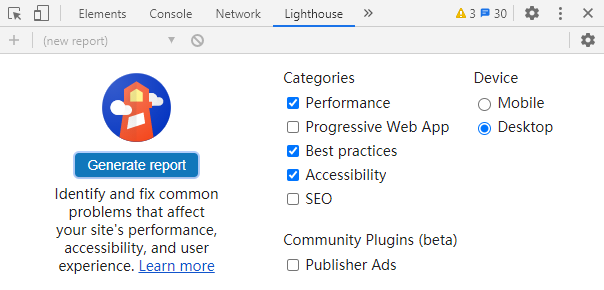 Elements Console Network Lighthouse » 3 30
(new report)
Generate report
Identify and fix common
problems that affect
your site's performance,
accessibility, and user
experience. Learn more
Categories
Performance
Progressive Web App
Best practices
Accessibility
SEO
Community Plugins (beta)
Publisher Ads
Device
Mobile
Desktop